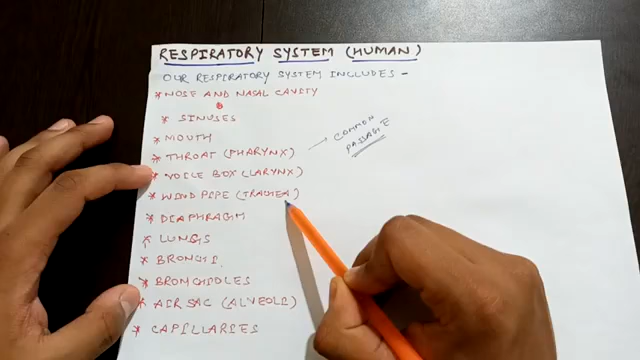 RESPIRATORY SYSTEM (HUMAN)
OUR RESPIRATORY SYSTEM INCLUDES -
* NOSE AND NASAL CAVITY
* SINUSES
* MOUTH
* THROAT (PHARYNX) → COMMON PASSAGE
* VOICE BOX (LARYNX)
* WIND PIPE (TRACHEA)
* DIAPHRAGM
* LUNGS
* BRONCHI
* BRONCHIOLES
* AIR SAC (ALVEOLI)
* CAPILLARIES